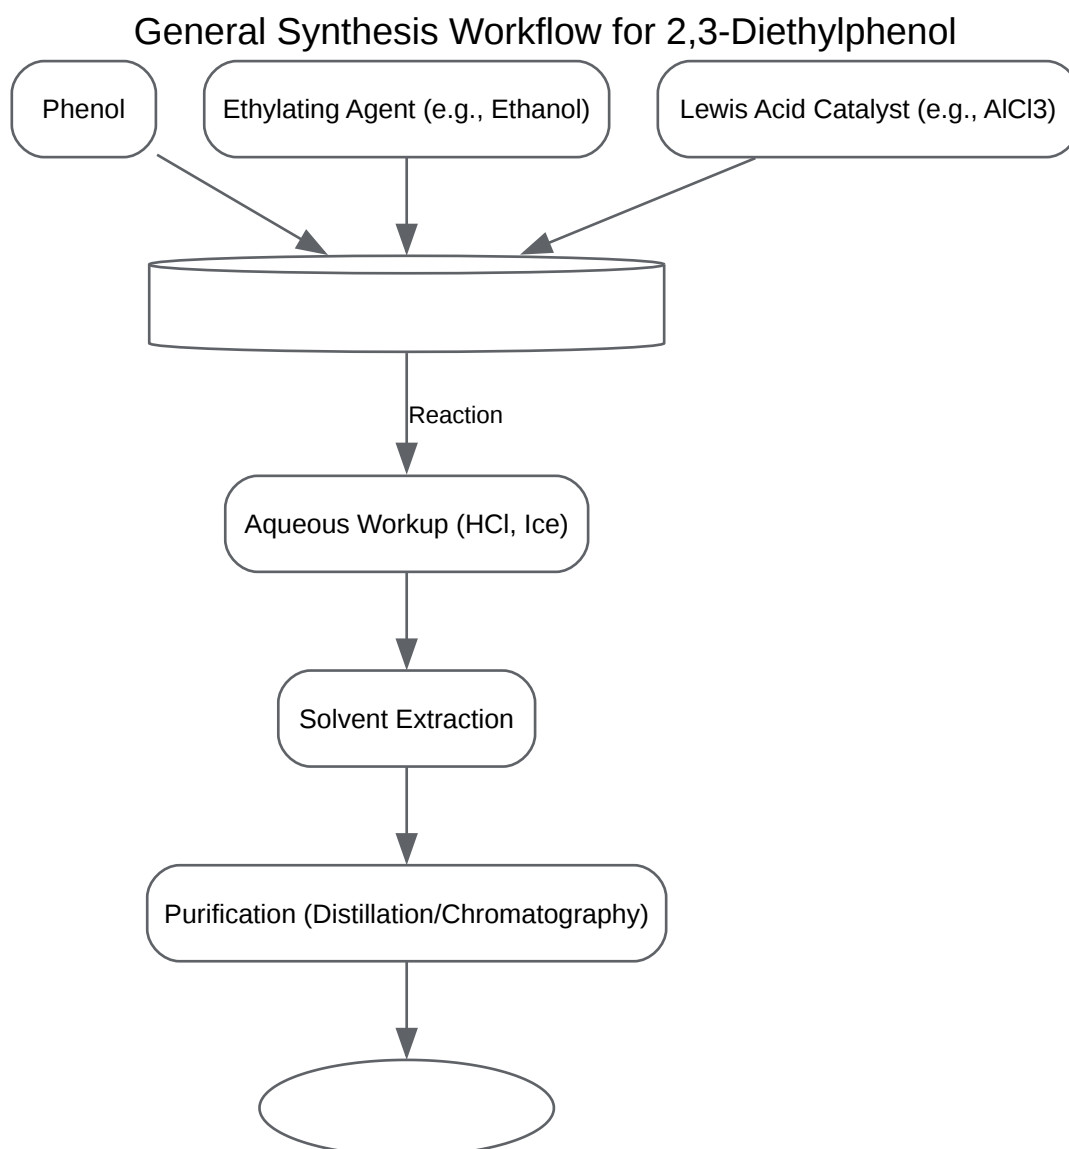 General Synthesis Workflow for 2,3-Diethylphenol
Phenol
Ethylating Agent (e.g., Ethanol)
Lewis Acid Catalyst (e.g., AlCl3)
Reaction
Aqueous Workup (HCl, Ice)
Solvent Extraction
Purification (Distillation/Chromatography)